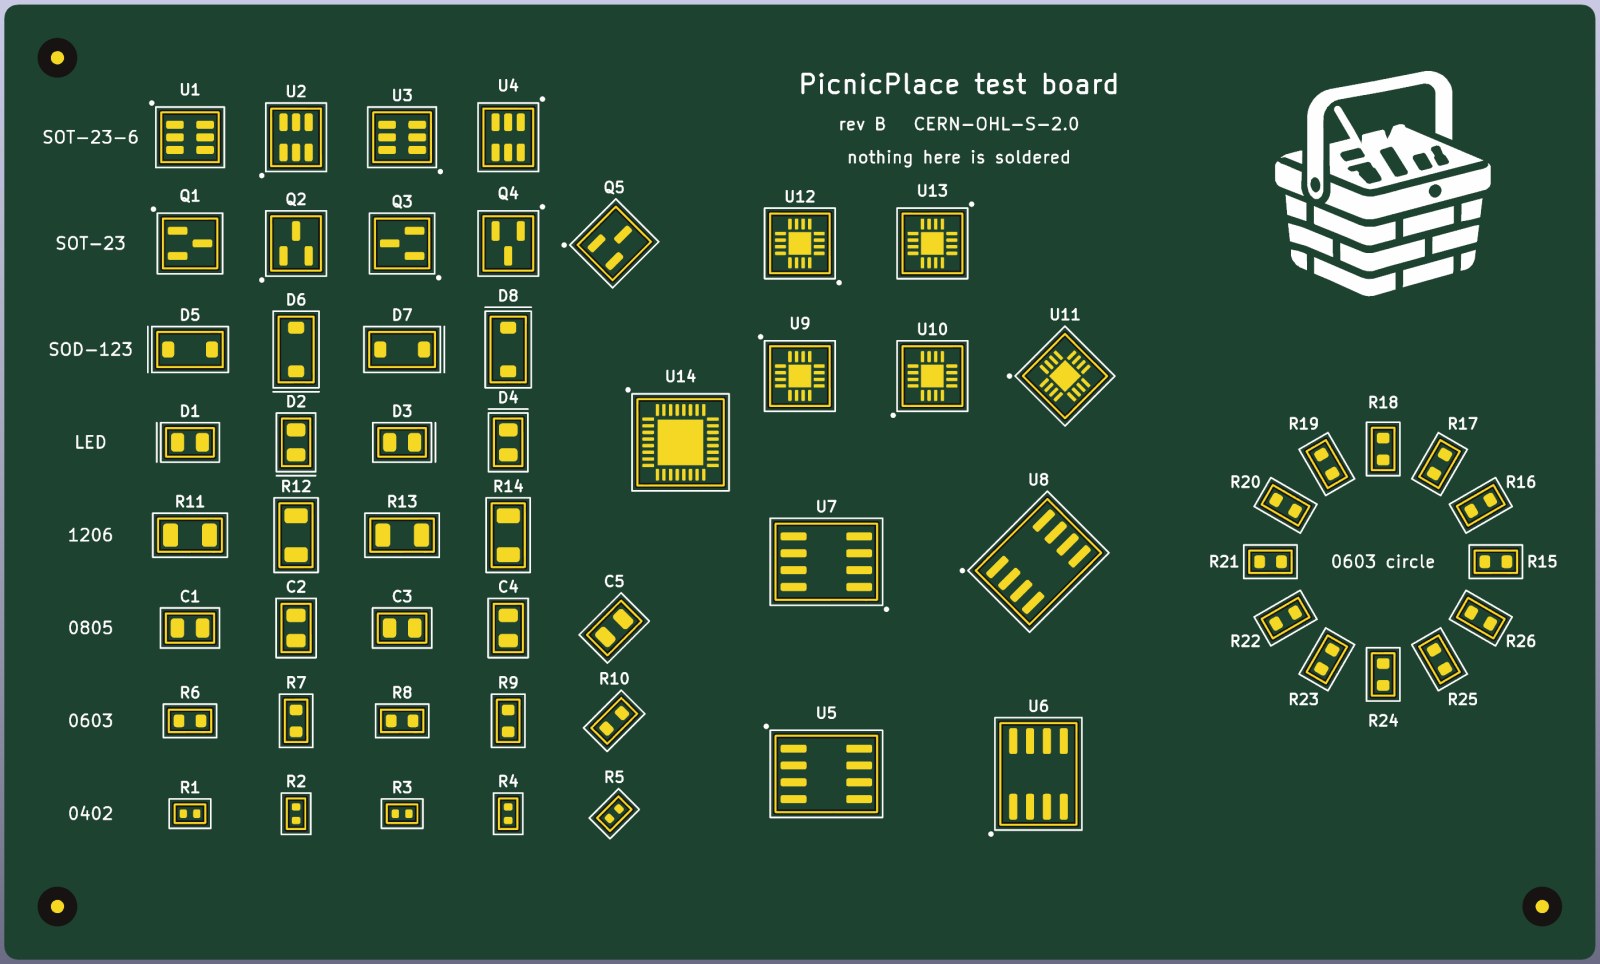 PicnicPlace test board
rev B CERN-OHL-S-2.0
nothing here is soldered
U1 U2 U3 U4
SOT-23-6
Q1 Q2 Q3 Q4 Q5
SOT-23
U12 U13
D5 D6 D7 D8
SOD-123
U9 U10 U11
U14
D1 D2 D3 D4
LED
R11 R12 R13 R14
1206
U7 U8
C1 C2 C3 C4 C5
0805
R6 R7 R8 R9 R10
0603
U5 U6
R1 R2 R3 R4 R5
0402
R18
R19 R17
R20 R16
R21 0603 circle R15
R22 R26
R23 R25
R24